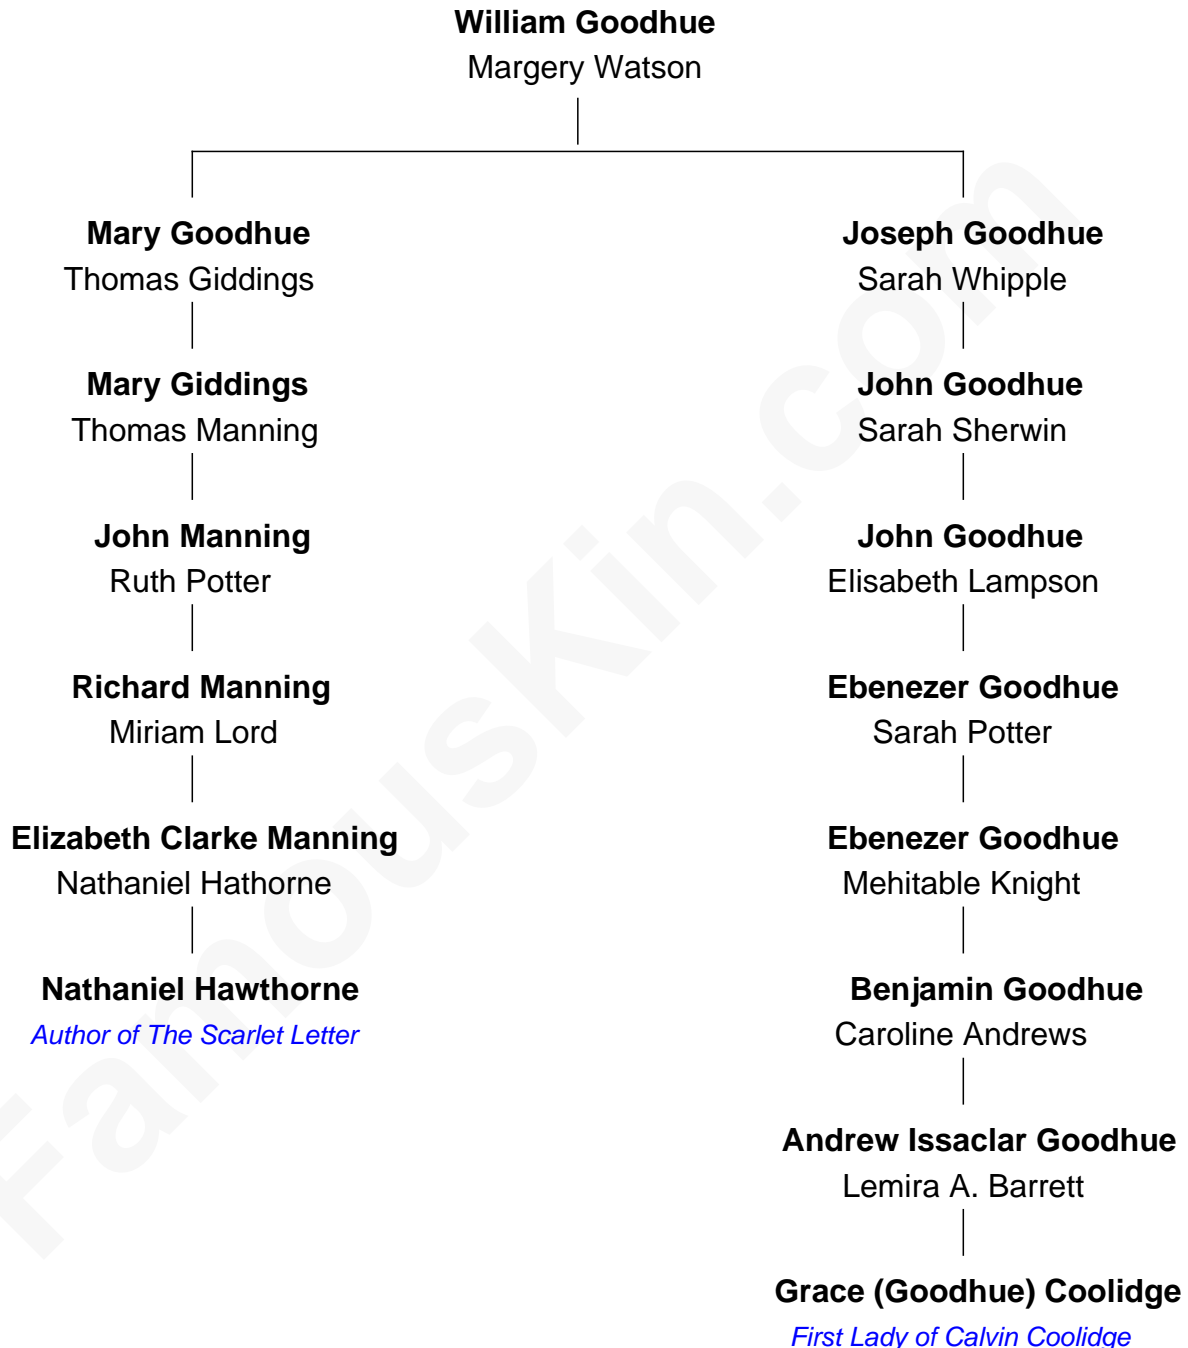 William Goodhue
Margery Watson
Mary Goodhue
Thomas Giddings
Joseph Goodhue
Sarah Whipple
Mary Giddings
Thomas Manning
John Goodhue
Sarah Sherwin
John Manning
Ruth Potter
John Goodhue
Elisabeth Lampson
Richard Manning
Miriam Lord
Ebenezer Goodhue
Sarah Potter
Elizabeth Clarke Manning
Nathaniel Hathorne
Ebenezer Goodhue
Mehitable Knight
Nathaniel Hawthorne
Author of The Scarlet Letter
Benjamin Goodhue
Caroline Andrews
Andrew Issaclar Goodhue
Lemira A. Barrett
Grace (Goodhue) Coolidge
First Lady of Calvin Coolidge
FamousKin.com